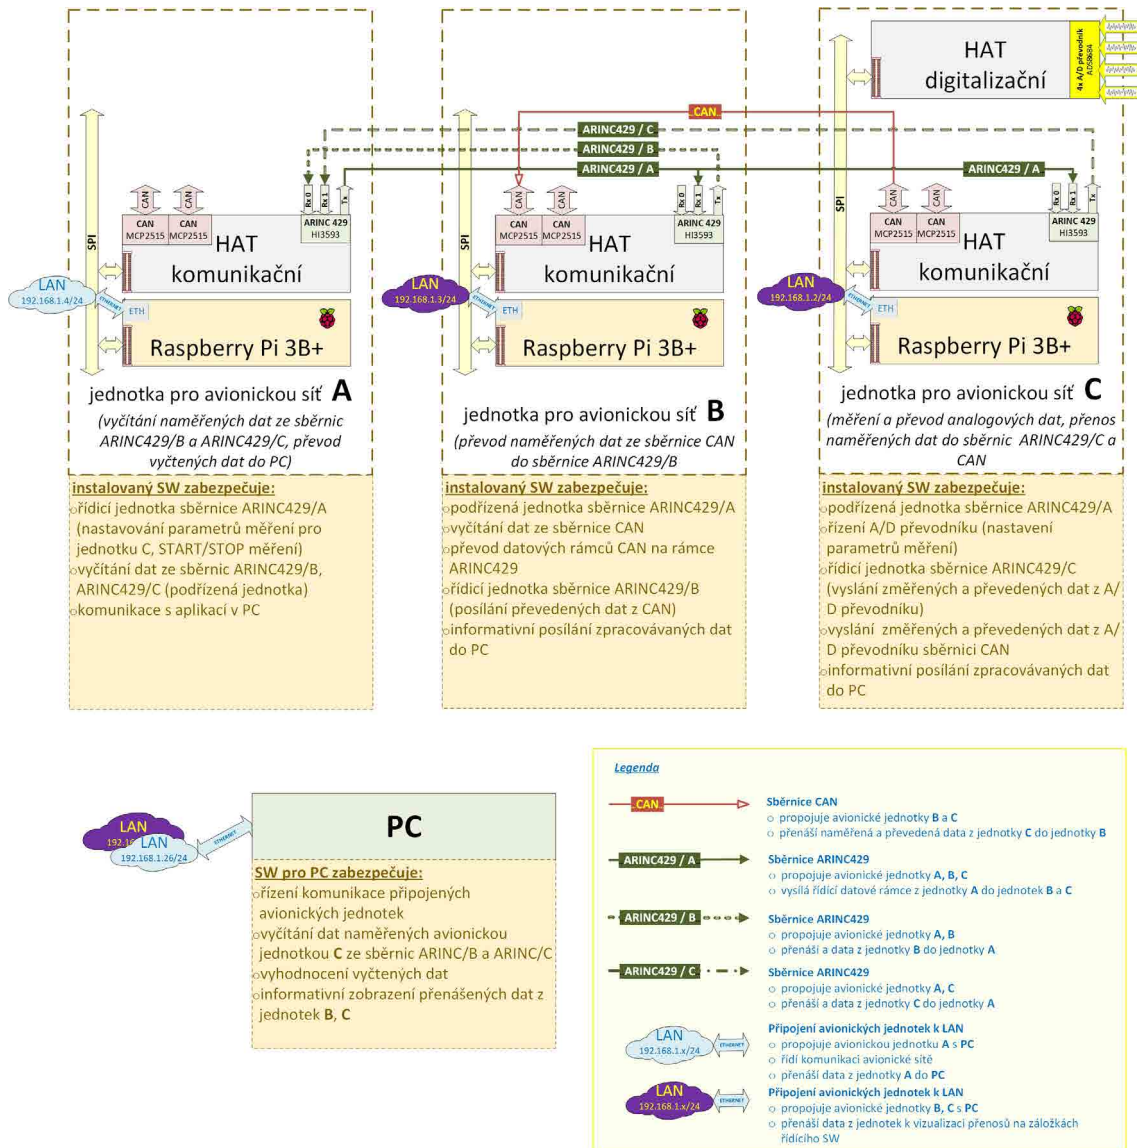 HAT
digitalizační
4x A/D převodník
ADS8684
CAN
ARINC429 / C
ARINC429 / B
ARINC429 / A
ARINC429 / A
SPI
CAN
CAN
Rx 0
Rx 1
Tx
CAN
MCP2515
CAN
MCP2515
ARINC 429
HI3593
HAT
komunikační
LAN
192.168.1.4/24
ETHERNET
ETH
Raspberry Pi 3B+
jednotka pro avionickou síť A
(vyčítání naměřených dat ze sběrnic
ARINC429/B a ARINC429/C, převod
vyčtených dat do PC)
instalovaný SW zabezpečuje:
řídicí jednotka sběrnice ARINC429/A
(nastavování parametrů měření pro
jednotku C, START/STOP měření)
vyčítání dat ze sběrnic ARINC429/B,
ARINC429/C (podřízená jednotka)
komunikace s aplikací v PC
SPI
CAN
CAN
Rx 0
Rx 1
Tx
CAN
MCP2515
CAN
MCP2515
ARINC 429
HI3593
HAT
komunikační
LAN
192.168.1.3/24
ETHERNET
ETH
Raspberry Pi 3B+
jednotka pro avionickou síť B
(převod naměřených dat ze sběrnice CAN
do sběrnice ARINC429/B
instalovaný SW zabezpečuje:
podřízená jednotka sběrnice ARINC429/A
vyčítání dat ze sběrnice CAN
převod datových rámců CAN na rámce
ARINC429
řídicí jednotka sběrnice ARINC429/B
(posílání převedených dat z CAN)
informativní posílání zpracovávaných dat
do PC
SPI
CAN
CAN
Rx 0
Rx 1
Tx
CAN
MCP2515
CAN
MCP2515
ARINC 429
HI3593
HAT
komunikační
LAN
192.168.1.2/24
ETHERNET
ETH
Raspberry Pi 3B+
jednotka pro avionickou síť C
(měření a převod analogových dat, přenos
naměřených dat do sběrnic ARINC429/C a
CAN
instalovaný SW zabezpečuje:
podřízená jednotka sběrnice ARINC429/A
řízení A/D převodníku (nastavení
parametrů měření)
řídicí jednotka sběrnice ARINC429/C
(vyslání změřených a převedených dat z A/
D převodníku)
vyslání změřených a převedených dat z A/
D převodníku sběrnici CAN
informativní posílání zpracovávaných dat
do PC
LAN
LAN
192.168.1.26/24
ETHERNET
PC
SW pro PC zabezpečuje:
řízení komunikace připojených
avionických jednotek
vyčítání dat naměřených avionickou
jednotkou C ze sběrnic ARINC/B a ARINC/C
vyhodnocení vyčtených dat
informativní zobrazení přenášených dat z
jednotek B, C
Legenda
CAN
Sběrnice CAN
propojuje avionické jednotky B a C
přenáší naměřená a převedená data z jednotky C do jednotky B
ARINC429 / A
Sběrnice ARINC429
propojuje avionické jednotky A, B, C
vysílá řídící datové rámce z jednotky A do jednotek B a C
ARINC429 / B
Sběrnice ARINC429
propojuje avionické jednotky A, B
přenáší a data z jednotky B do jednotky A
ARINC429 / C
Sběrnice ARINC429
propojuje avionické jednotky A, C
přenáší a data z jednotky C do jednotky A
LAN
192.168.1.x/24
ETHERNET
Připojení avionických jednotek k LAN
propojuje avionickou jednotku A s PC
řídí komunikaci avionické sítě
přenáší data z jednotky A do PC
LAN
192.168.1.x/24
ETHERNET
Připojení avionických jednotek k LAN
propojuje avionické jednotky B, C s PC
přenáší data z jednotek k vizualizaci přenosů na záložkách
řídícího SW